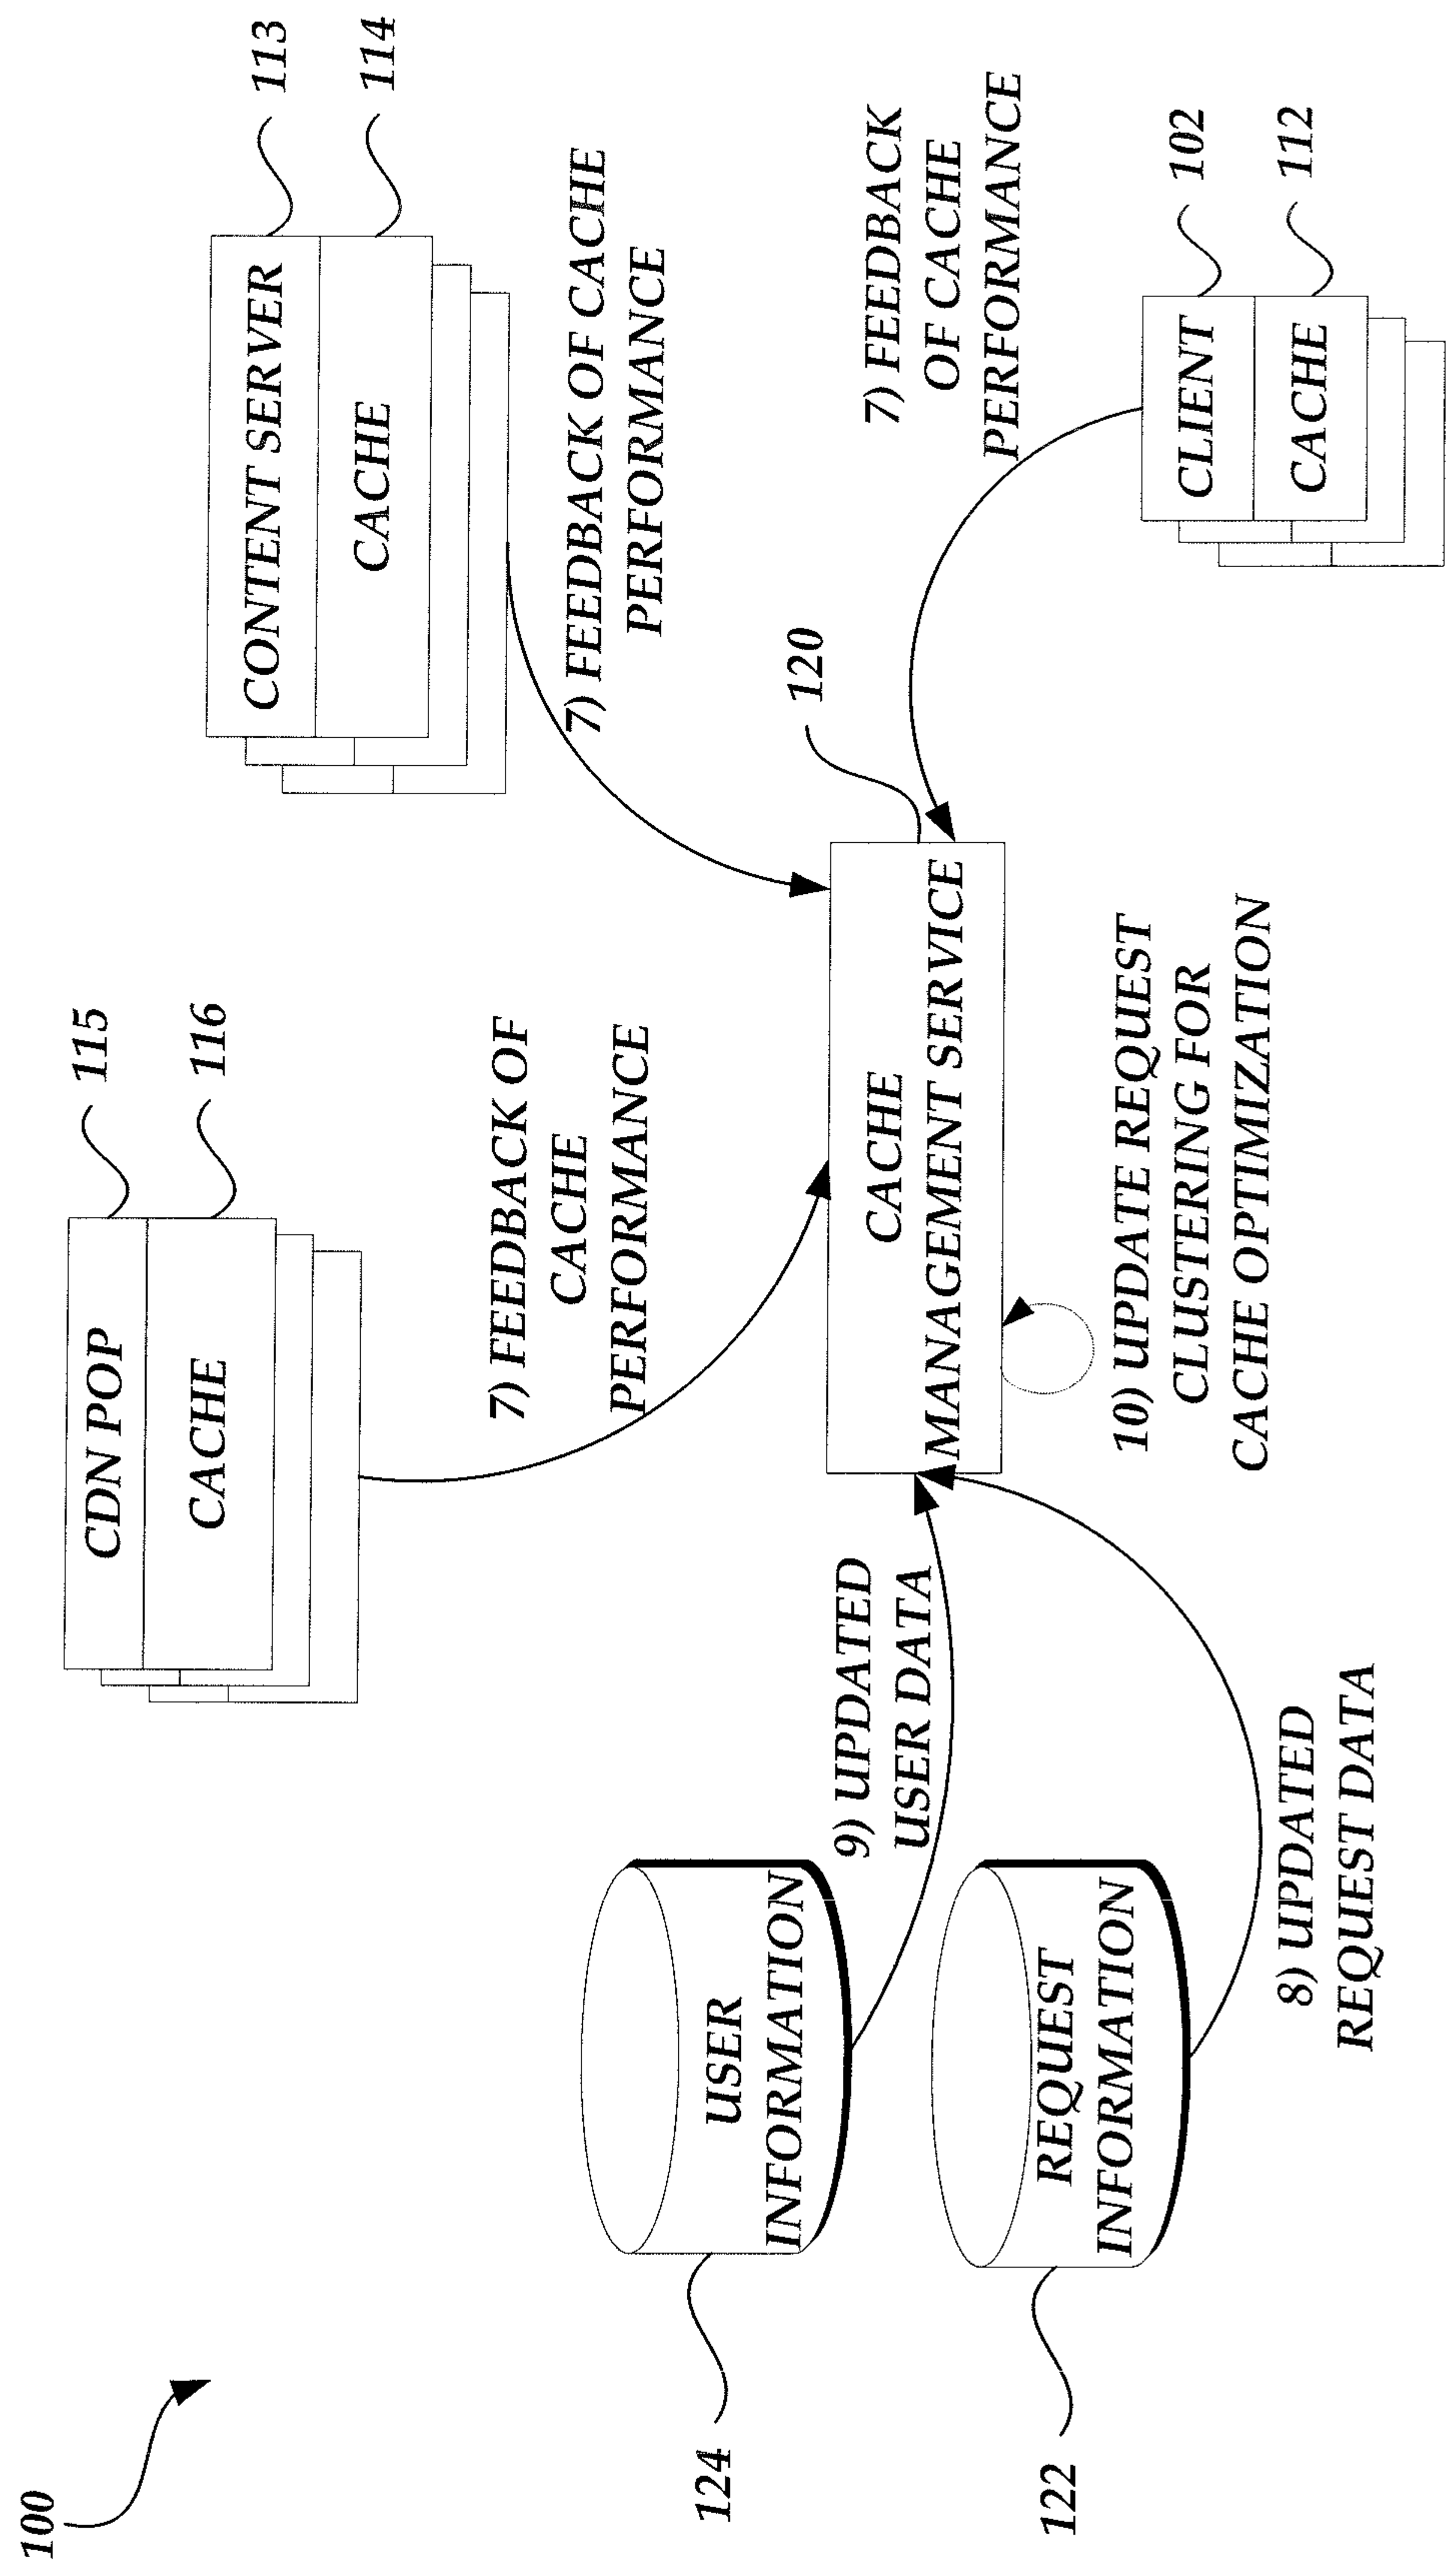 100
CDN POP
CACHE
115
116
CONTENT SERVER
CACHE
113
114
7) FEEDBACK OF
CACHE
PERFORMANCE
7) FEEDBACK OF CACHE
PERFORMANCE
USER
INFORMATION
124
9) UPDATED
USER DATA
CACHE
MANAGEMENT SERVICE
120
7) FEEDBACK
OF CACHE
PERFORMANCE
REQUEST
INFORMATION
122
8) UPDATED
REQUEST DATA
10) UPDATE REQUEST
CLUSTERING FOR
CACHE OPTIMIZATION
CLIENT
CACHE
102
112